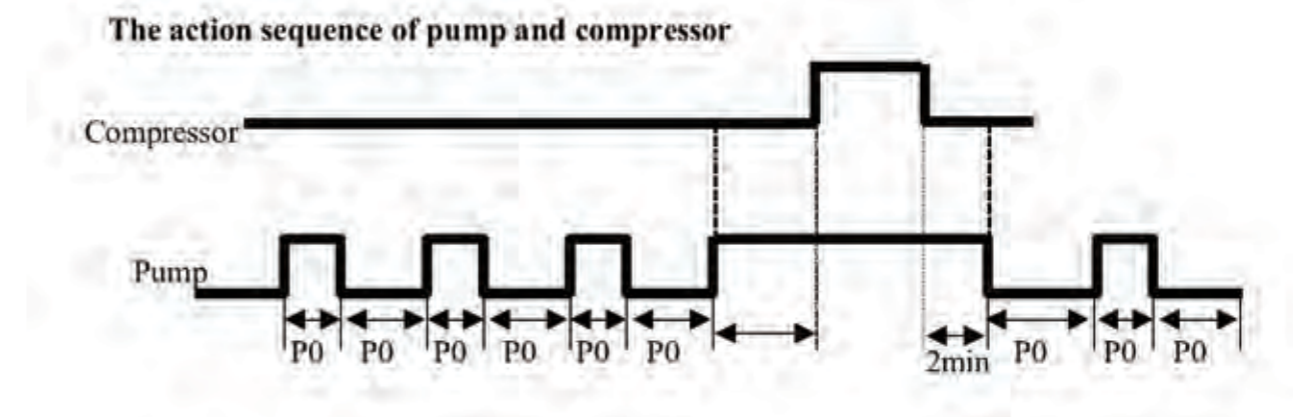 The action sequence of pump and compressor
Compressor
Pump
P0 P0 P0 P0 P0 P0 2min P0 P0 P0